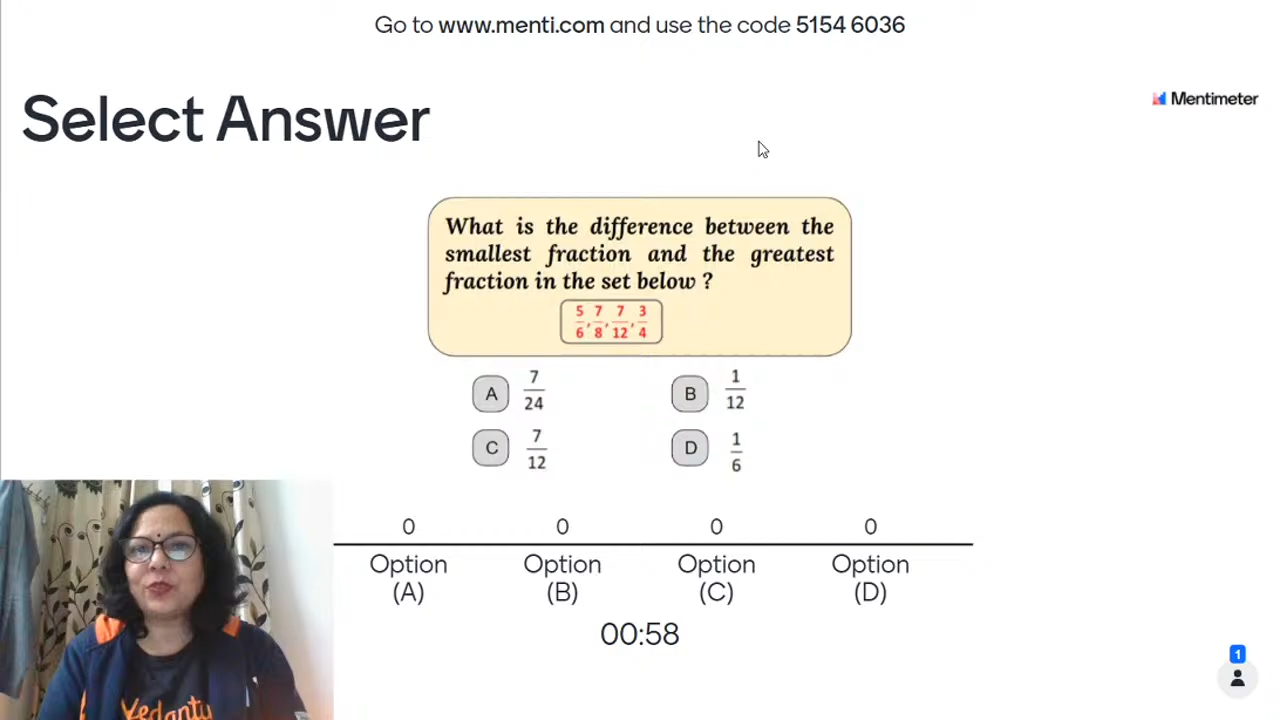 Go to www.menti.com and use the code 5154 6036
Select Answer
Mentimeter
What is the difference between the
smallest fraction and the greatest
fraction in the set below ?
5/6, 7/8, 7/12, 3/4
A 7/24
B 1/12
C 7/12
D 1/6
0 0 0 0
Option (A)
Option (B)
Option (C)
Option (D)
00:58
1
Vedantu